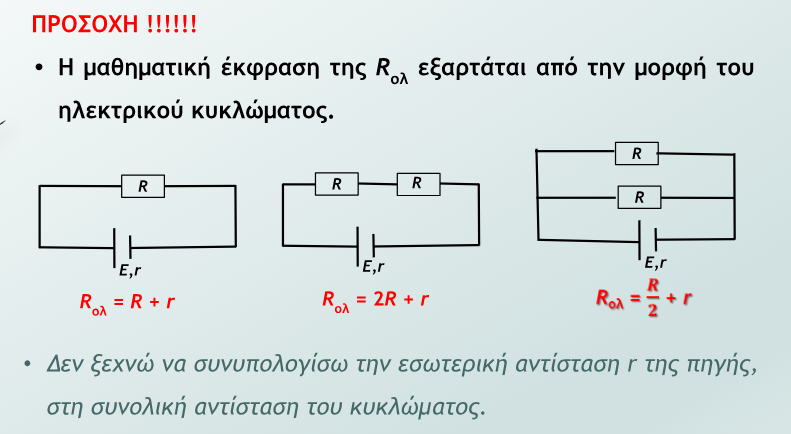 ΠΡΟΣΟΧΗ !!!!!!
• Η μαθηματική έκφραση της Rολ εξαρτάται από την μορφή του
ηλεκτρικού κυκλώματος.
R
E,r
Rολ = R + r
R R
E,r
Rολ = 2R + r
R
R
E,r
Rολ = R/2 + r
• Δεν ξεχνώ να συνυπολογίσω την εσωτερική αντίσταση r της πηγής,
στη συνολική αντίσταση του κυκλώματος.